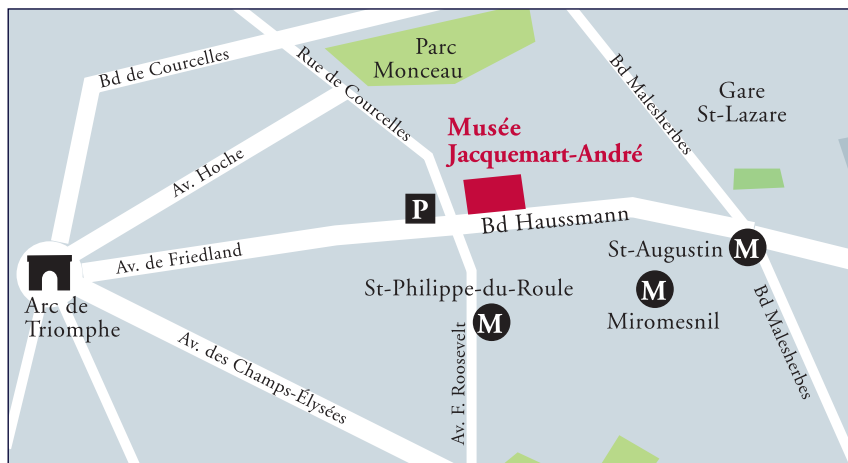 Parc
Monceau
Bd de Courcelles
Rue de Courcelles
Bd Malesherbes
Gare
St-Lazare
Musée
Jacquemart-André
Av. Hoche
P
Bd Haussmann
Av. de Friedland
St-Augustin
M
St-Philippe-du-Roule
M
M
Miromesnil
Arc de
Triomphe
Av. des Champs-Élysées
Av. F. Roosevelt
Bd Malesherbes